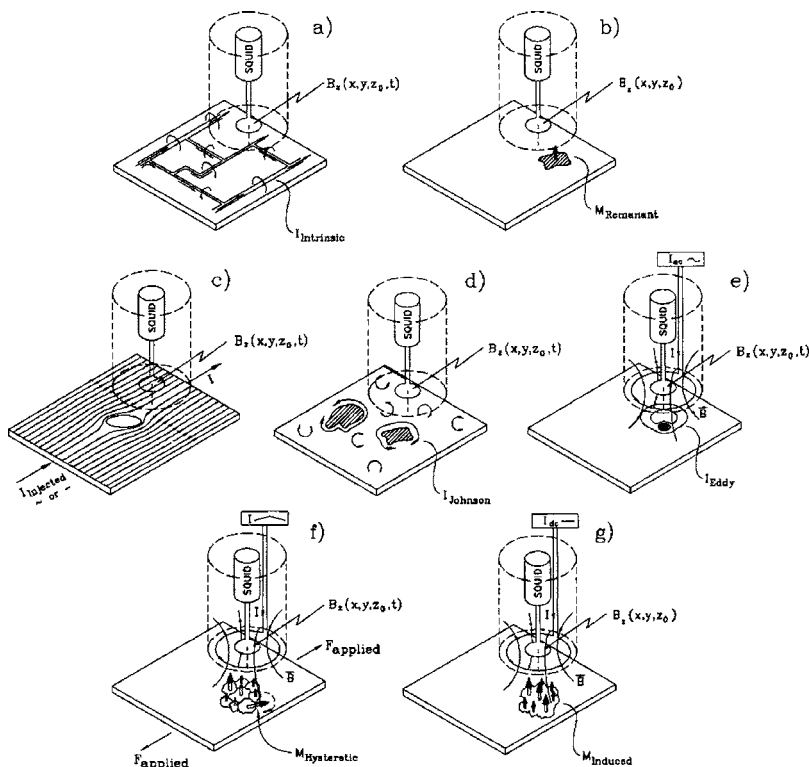 a)
SQUID
Bz(x,y,z0,t)
IIntrinsic
b)
SQUID
Bz(x,y,z0)
MRemanant
c)
SQUID
Bz(x,y,z0,t)
I
IInjected
~ or -
d)
SQUID
Bz(x,y,z0,t)
IJohnson
e)
Iac ~
SQUID
I
Bz(x,y,z0,t)
B
IEddy
f)
I
SQUID
I
Bz(x,y,z0,t)
Fapplied
B
MHysteretic
Fapplied
g)
Idc —
SQUID
I
Bz(x,y,z0)
B
MInduced